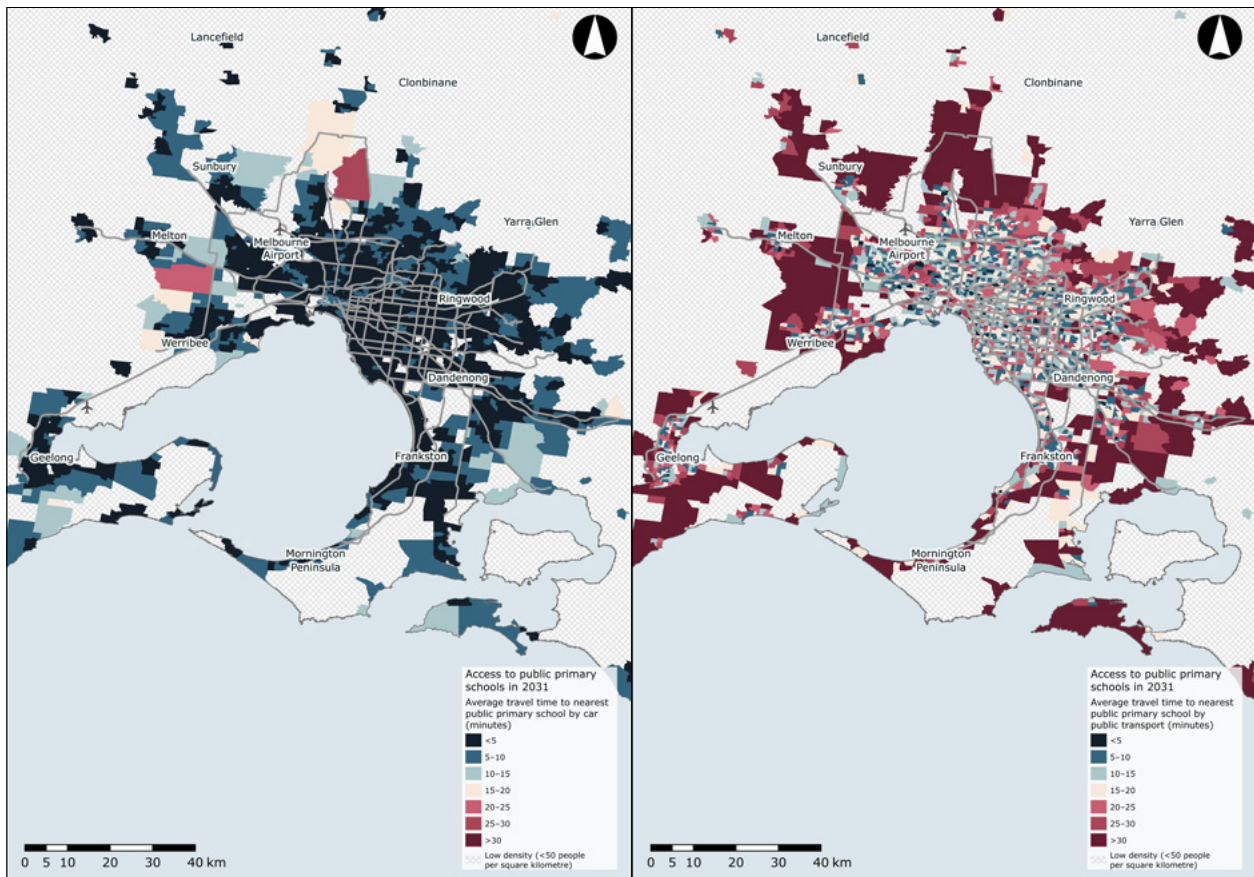 Lancefield
Clonbinane
Sunbury
Yarra Glen
Melton
Melbourne
Airport
Ringwood
Werribee
Dandenong
Geelong
Frankston
Mornington
Peninsula
Access to public primary
schools in 2031
Average travel time to nearest
public primary school by car
(minutes)
<5
5–10
10–15
15–20
20–25
25–30
>30
Low density (<50 people
per square kilometre)
0 5 10 20 30 40 km
Lancefield
Clonbinane
Sunbury
Yarra Glen
Melton
Melbourne
Airport
Ringwood
Werribee
Dandenong
Geelong
Frankston
Mornington
Peninsula
Access to public primary
schools in 2031
Average travel time to nearest
public primary school by
public transport (minutes)
<5
5–10
10–15
15–20
20–25
25–30
>30
Low density (<50 people
per square kilometre)
0 5 10 20 30 40 km